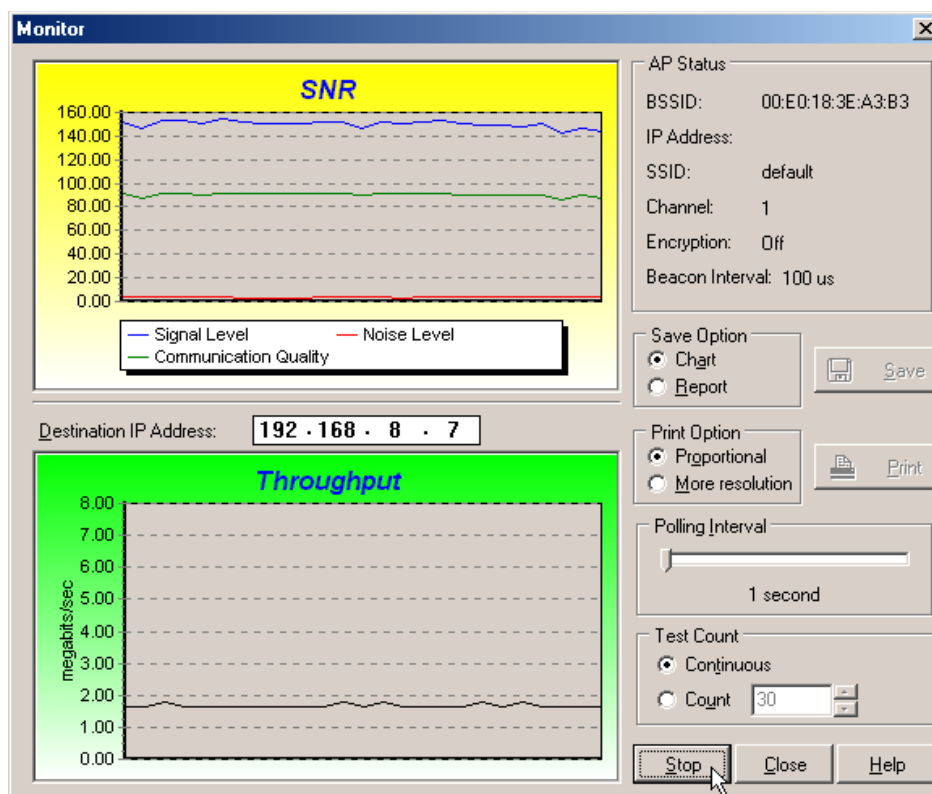 Monitor
SNR
160.00
140.00
120.00
100.00
80.00
60.00
40.00
20.00
0.00
Signal Level
Noise Level
Communication Quality
Destination IP Address: 192 . 168 . 8 . 7
Throughput
megabits/sec
8.00
7.00
6.00
5.00
4.00
3.00
2.00
1.00
0.00
AP Status
BSSID: 00:E0:18:3E:A3:B3
IP Address:
SSID: default
Channel: 1
Encryption: Off
Beacon Interval: 100 us
Save Option
Chart
Report
Save
Print Option
Proportional
More resolution
Print
Polling Interval
1 second
Test Count
Continuous
Count 30
Stop Close Help